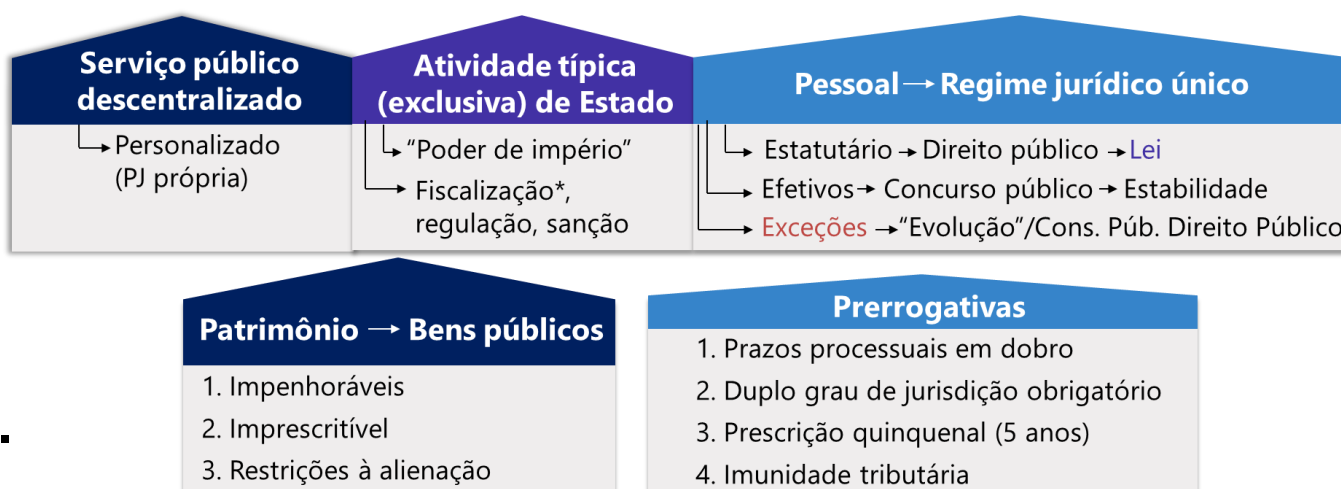 Serviço público
descentralizado
Personalizado
(PJ própria)
Atividade típica
(exclusiva) de Estado
"Poder de império"
Fiscalização*,
regulação, sanção
Pessoal → Regime jurídico único
Estatutário → Direito público → Lei
Efetivos → Concurso público → Estabilidade
Exceções → "Evolução"/Cons. Púb. Direito Público
Patrimônio → Bens públicos
1. Impenhoráveis
2. Imprescritível
3. Restrições à alienação
Prerrogativas
1. Prazos processuais em dobro
2. Duplo grau de jurisdição obrigatório
3. Prescrição quinquenal (5 anos)
4. Imunidade tributária